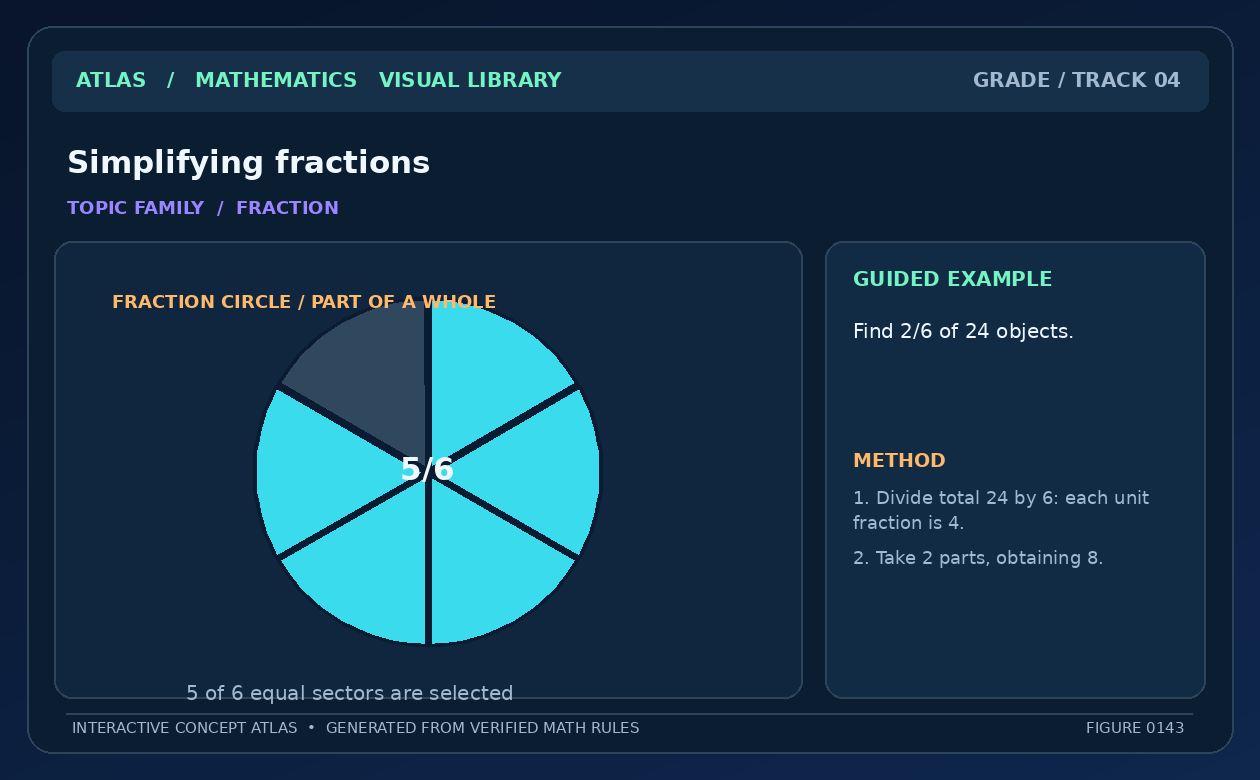 ATLAS / MATHEMATICS VISUAL LIBRARY
GRADE / TRACK 04
Simplifying fractions
TOPIC FAMILY / FRACTION
FRACTION CIRCLE / PART OF A WHOLE
5/6
5 of 6 equal sectors are selected
GUIDED EXAMPLE
Find 2/6 of 24 objects.
METHOD
1. Divide total 24 by 6: each unit
fraction is 4.
2. Take 2 parts, obtaining 8.
INTERACTIVE CONCEPT ATLAS • GENERATED FROM VERIFIED MATH RULES
FIGURE 0143